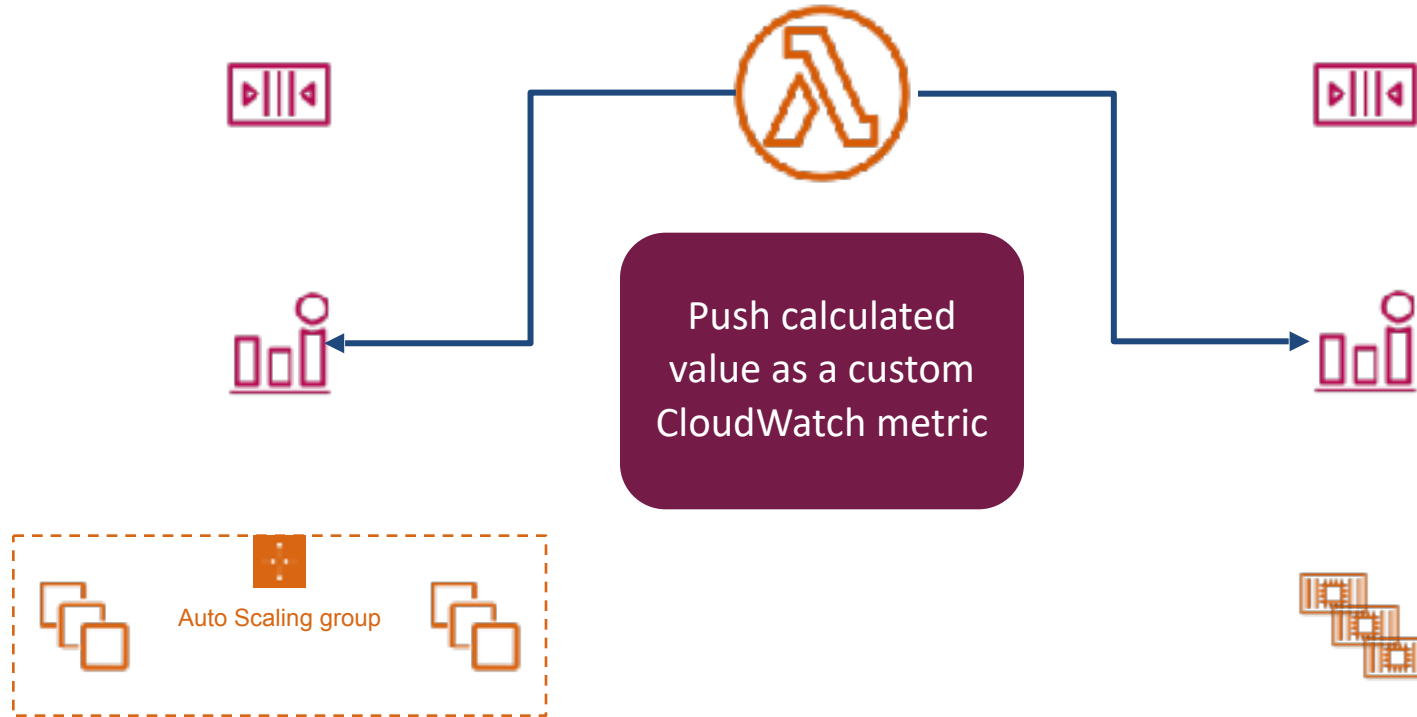 Push calculated
value as a custom
CloudWatch metric
Auto Scaling group